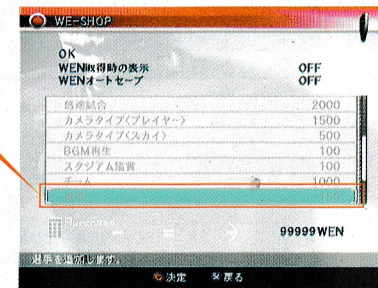 WE-SHOP
OK
WEN取得時の表示 OFF
WENオートセーブ OFF
倍速試合 2000
カメラタイプ〈プレイヤー〉 1500
カメラタイプ〈スカイ〉 500
BGM再生 100
スタジアム鑑賞 100
チーム 1000
99999WEN
選手を追加します。
決定 戻る